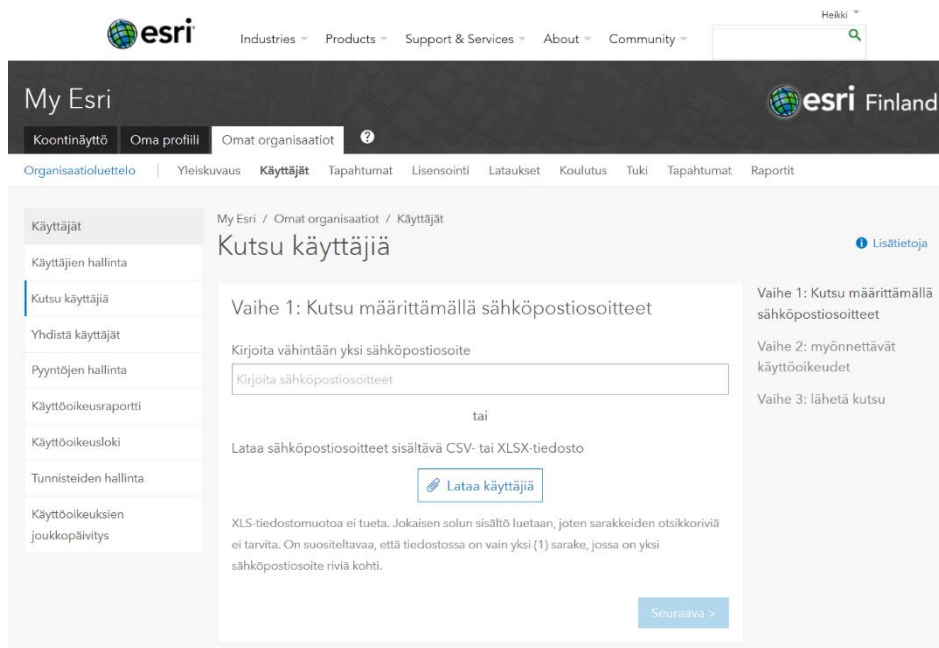 Heikki
esri
Industries Products Support & Services About Community
My Esri
esri Finland
Koontinäyttö Oma profiili Omat organisaatiot ?
Organisaatioluettelo | Yleiskuvaus Käyttäjät Tapahtumat Lisensointi Lataukset Koulutus Tuki Tapahtumat Raportit
Käyttäjät
Käyttäjien hallinta
Kutsu käyttäjiä
Yhdistä käyttäjät
Pyyntöjen hallinta
Käyttöoikeusraportti
Käyttöoikeusloki
Tunnisteiden hallinta
Käyttöoikeuksien
joukkopäivitys
My Esri / Omat organisaatiot / Käyttäjät
Kutsu käyttäjiä
Lisätietoja
Vaihe 1: Kutsu määrittämällä sähköpostiosoitteet
Kirjoita vähintään yksi sähköpostiosoite
Kirjoita sähköpostiosoitteet
tai
Lataa sähköpostiosoitteet sisältävä CSV- tai XLSX-tiedosto
Lataa käyttäjiä
XLS-tiedostomuotoa ei tueta. Jokaisen solun sisältö luetaan, joten sarakkeiden otsikkoriviä
ei tarvita. On suositeltavaa, että tiedostossa on vain yksi (1) sarake, jossa on yksi
sähköpostiosoite riviä kohti.
Seuraava >
Vaihe 1: Kutsu määrittämällä
sähköpostiosoitteet
Vaihe 2: myönnettävät
käyttöoikeudet
Vaihe 3: lähetä kutsu